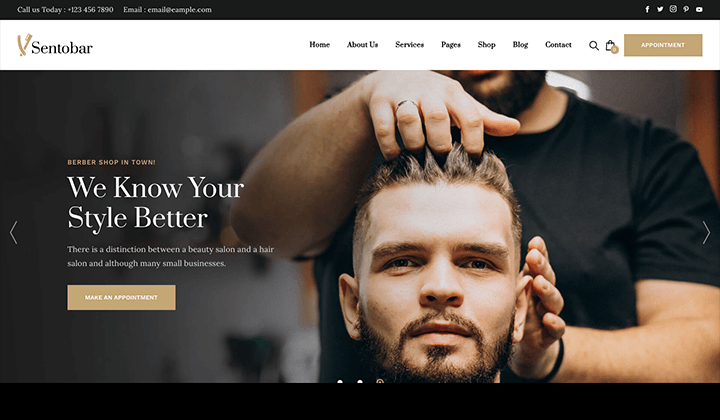 Call us Today : +123 456 7890 Email : email@eample.com
Sentobar
Home About Us Services Pages Shop Blog Contact
0
APPOINTMENT
BERBER SHOP IN TOWN!
We Know Your
Style Better
There is a distinction between a beauty salon and a hair
salon and although many small businesses.
MAKE AN APPOINTMENT